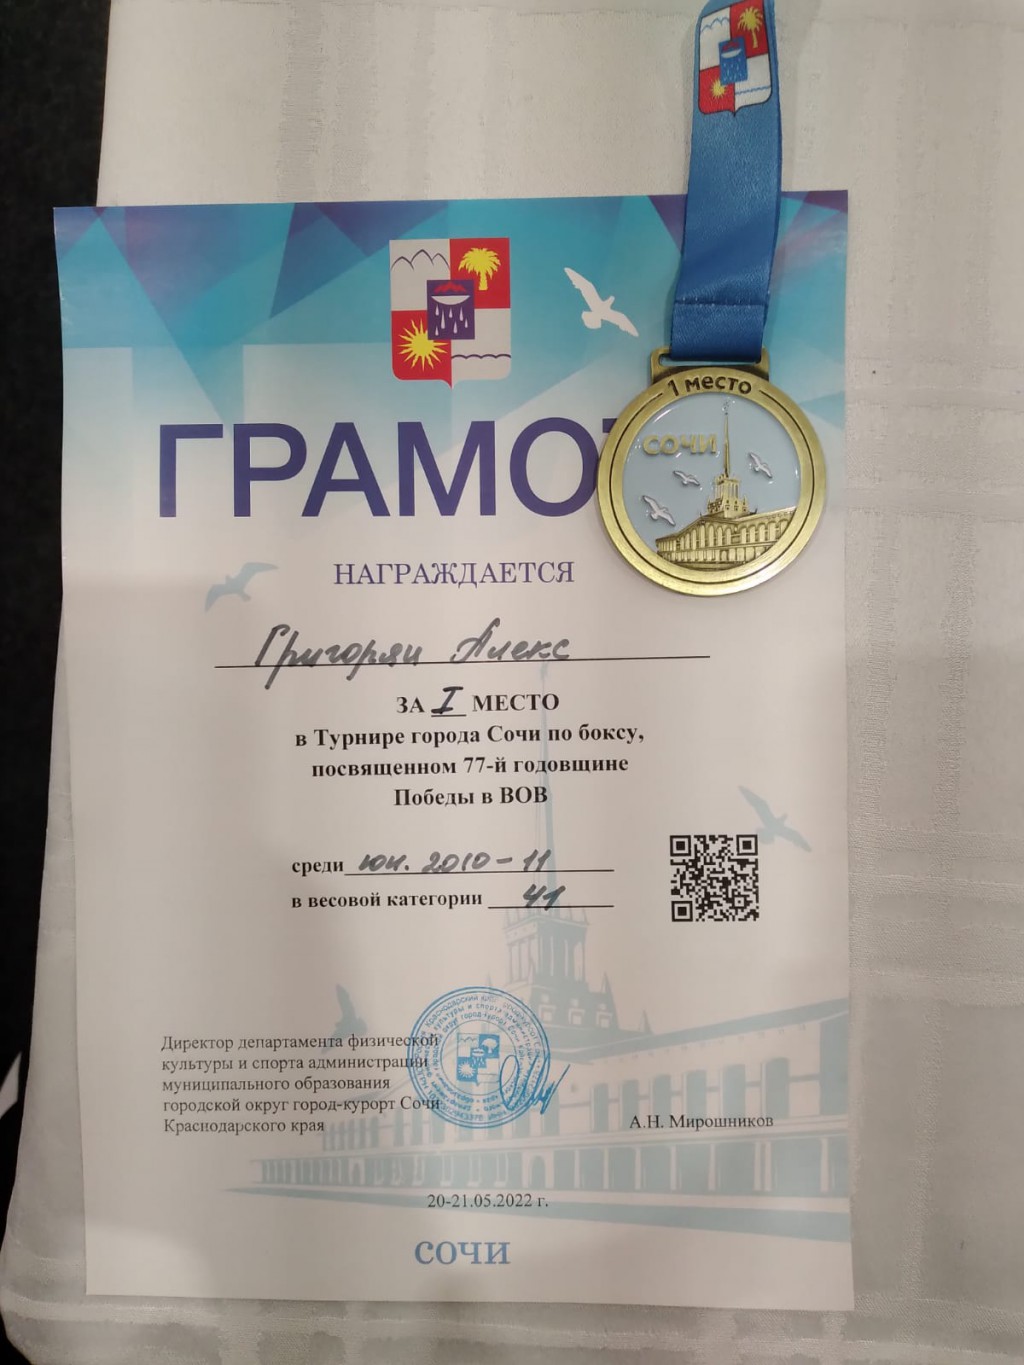 1 место
СОЧИ
ГРАМО
НАГРАЖДАЕТСЯ
Григорян Алекс
ЗА I МЕСТО
в Турнире города Сочи по боксу,
посвященном 77-й годовщине
Победы в ВОВ
среди юн. 2010-11
в весовой категории 41
Директор департамента физической
культуры и спорта администрации
муниципального образования
городской округ город-курорт Сочи
Краснодарского края
А.Н. Мирошников
20-21.05.2022 г.
СОЧИ